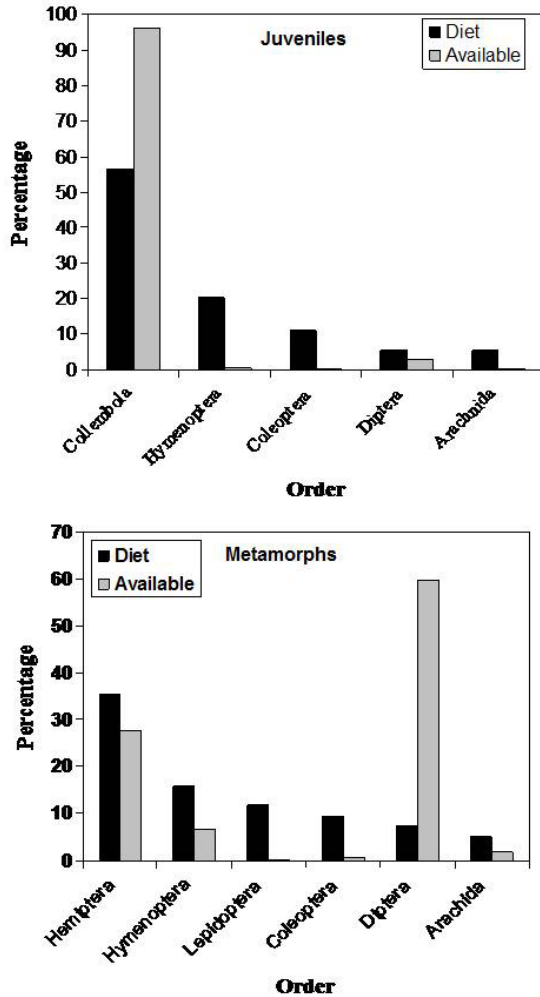 Juveniles
Diet
Available
Percentage
100
90
80
70
60
50
40
30
20
10
0
Collembola
Hymenoptera
Coleoptera
Diptera
Arachnida
Order
Metamorphs
Diet
Available
Percentage
70
60
50
40
30
20
10
0
Hemiptera
Hymenoptera
Lepidoptera
Coleoptera
Diptera
Arachida
Order